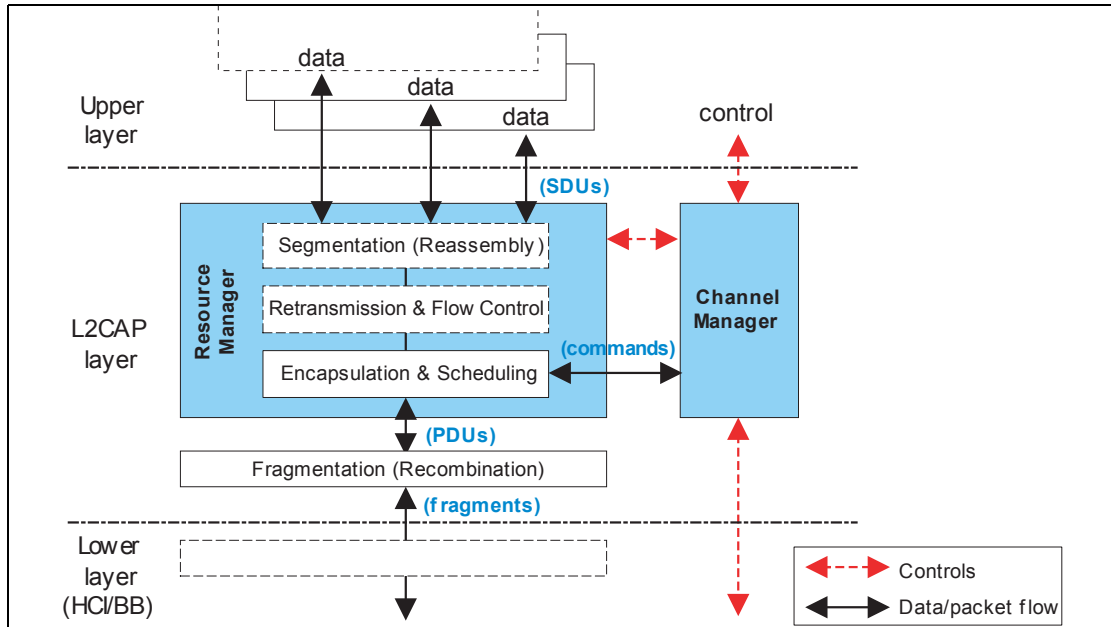 data
data
data
Upper
layer
control
(SDUs)
Segmentation (Reassembly)
Resource
Manager
Retransmission & Flow Control
Channel
Manager
L2CAP
layer
(commands)
Encapsulation & Scheduling
(PDUs)
Fragmentation (Recombination)
(fragments)
Lower
layer
(HCI/BB)
Controls
Data/packet flow